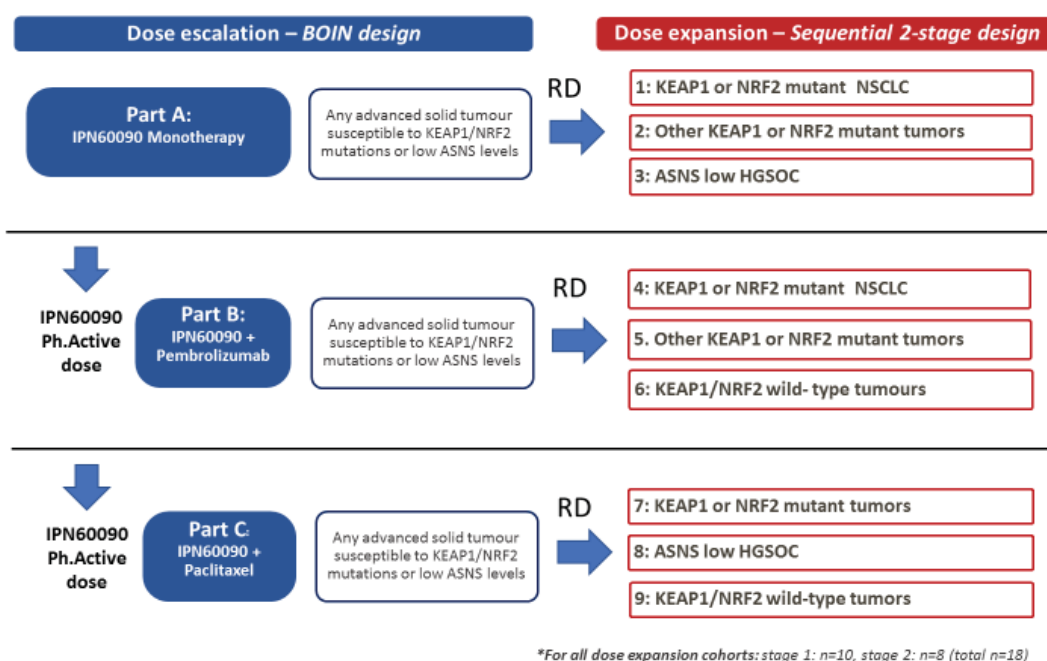 Dose escalation – BOIN design
Dose expansion – Sequential 2-stage design
Part A:
IPN60090 Monotherapy
Any advanced solid tumour
susceptible to KEAP1/NRF2
mutations or low ASNS levels
RD
1: KEAP1 or NRF2 mutant NSCLC
2: Other KEAP1 or NRF2 mutant tumors
3: ASNS low HGSOC
IPN60090
Ph.Active
dose
Part B:
IPN60090 +
Pembrolizumab
Any advanced solid tumour
susceptible to KEAP1/NRF2
mutations or low ASNS levels
RD
4: KEAP1 or NRF2 mutant NSCLC
5. Other KEAP1 or NRF2 mutant tumors
6: KEAP1/NRF2 wild- type tumours
IPN60090
Ph.Active
dose
Part C:
IPN60090 +
Paclitaxel
Any advanced solid tumour
susceptible to KEAP1/NRF2
mutations or low ASNS levels
RD
7: KEAP1 or NRF2 mutant tumors
8: ASNS low HGSOC
9: KEAP1/NRF2 wild-type tumors
*For all dose expansion cohorts: stage 1: n=10, stage 2: n=8 (total n=18)